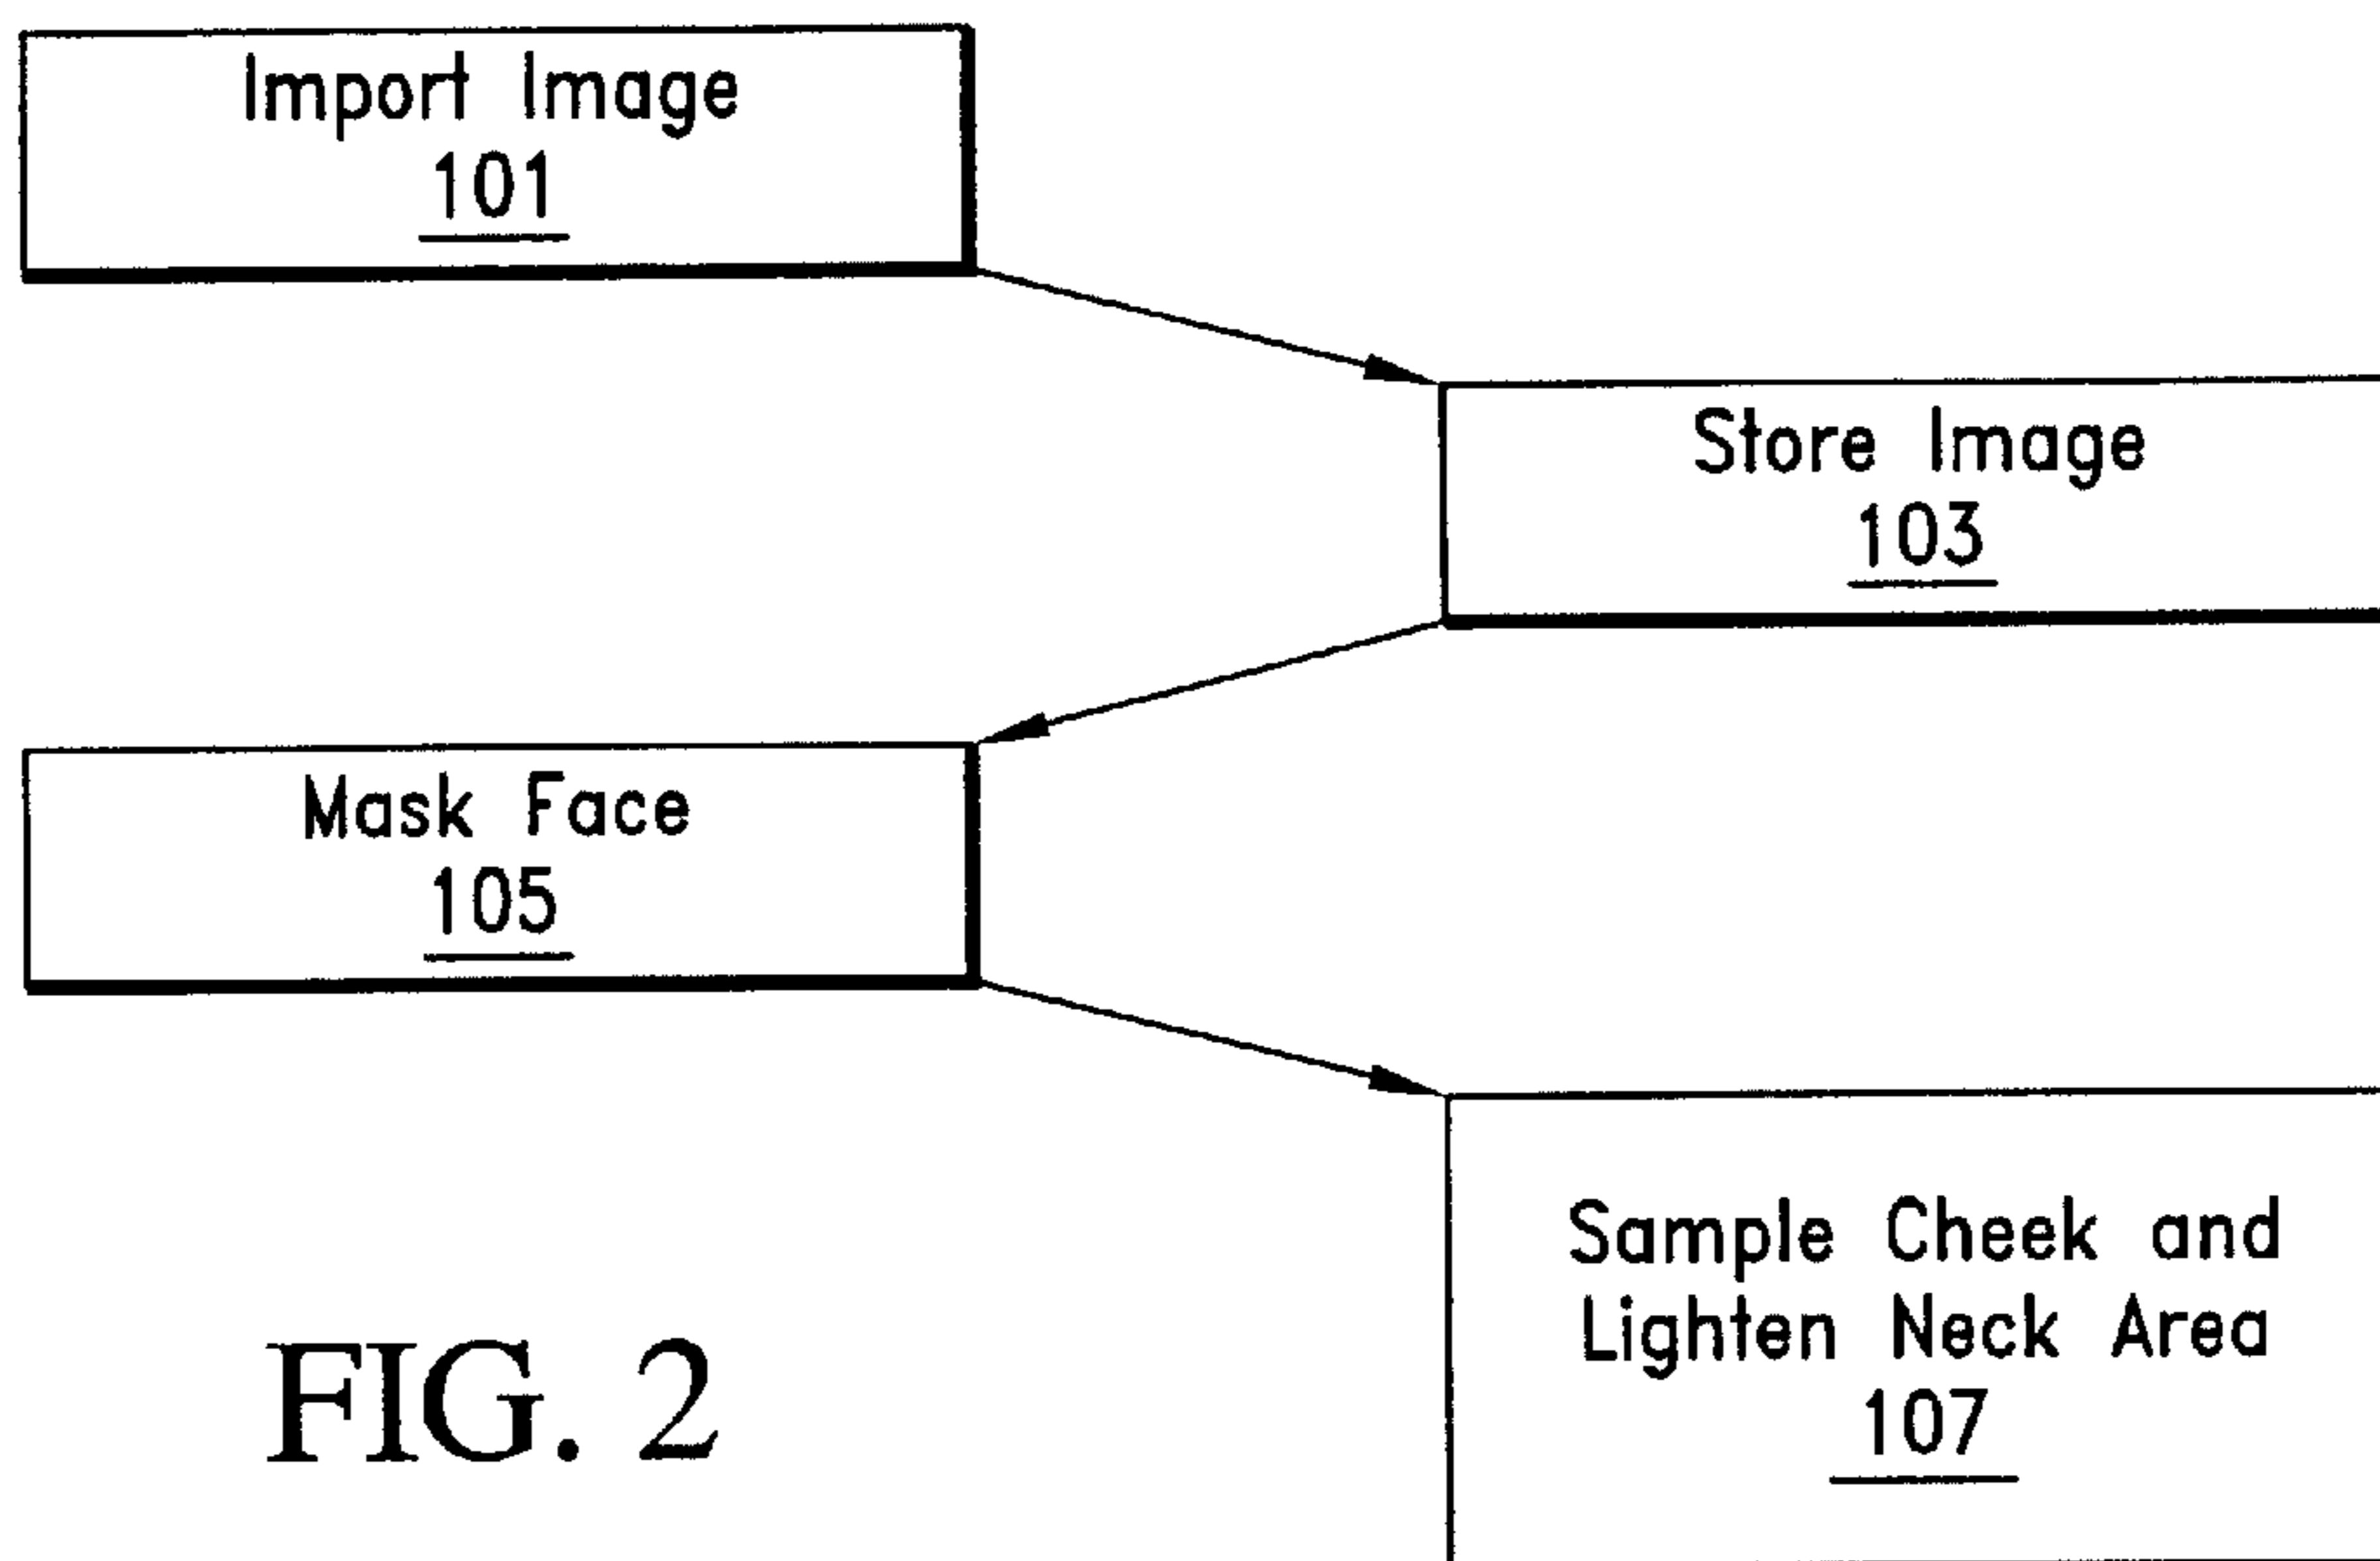 Import Image
101
Store Image
103
Mask Face
105
Sample Cheek and
Lighten Neck Area
107
FIG. 2